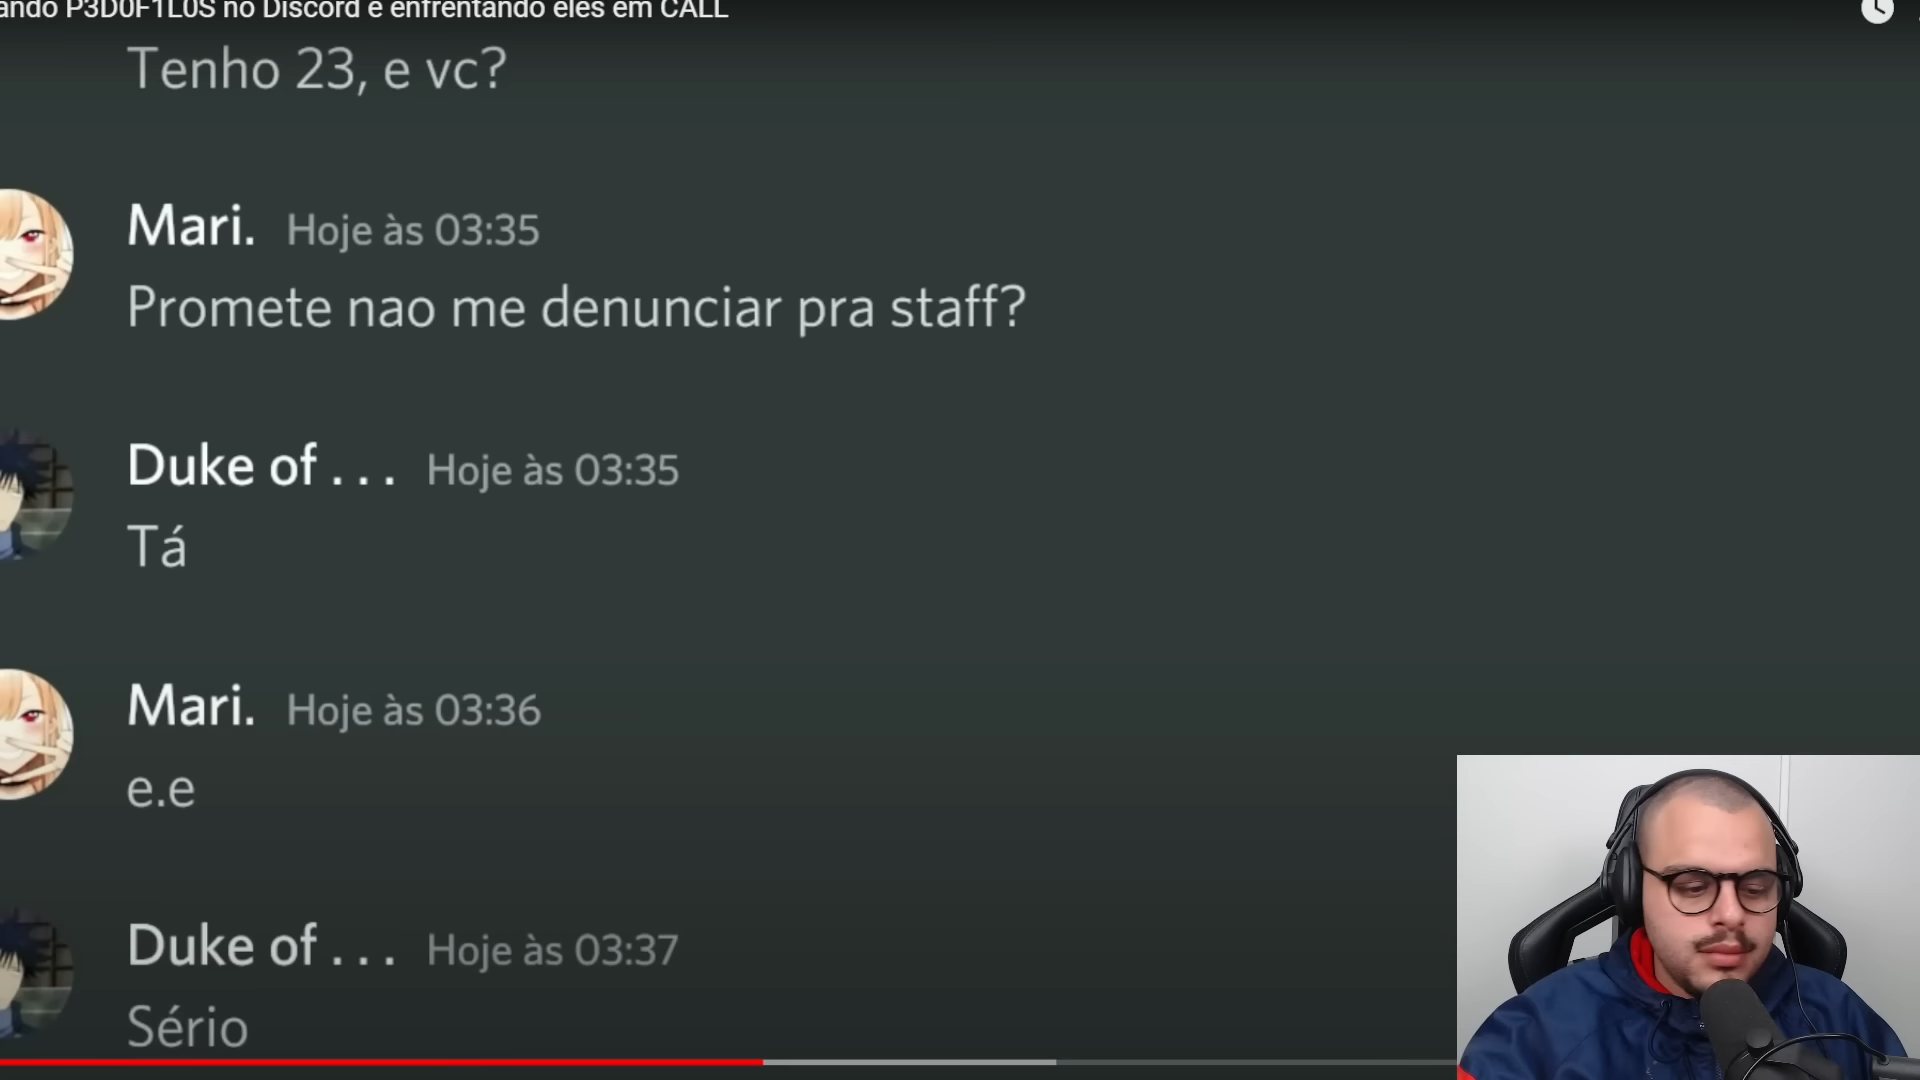 ando P3D0F1L0S no Discord e enfrentando eles em CALL
Tenho 23, e vc?
Mari. Hoje às 03:35
Promete nao me denunciar pra staff?
Duke of . . . Hoje às 03:35
Tá
Mari. Hoje às 03:36
e.e
Duke of . . . Hoje às 03:37
Sério